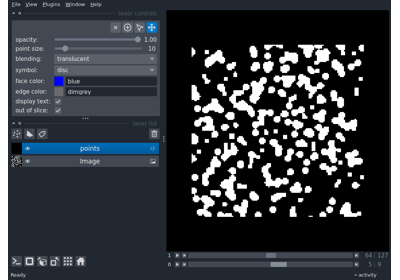 File View Plugins Window Help
layer controls
opacity: 1.00
point size: 10
blending: translucent
symbol: disc
face color: blue
edge color: dimgrey
display text:
out of slice:
layer list
points
Image
1 64 127
0 5 9
Ready activity